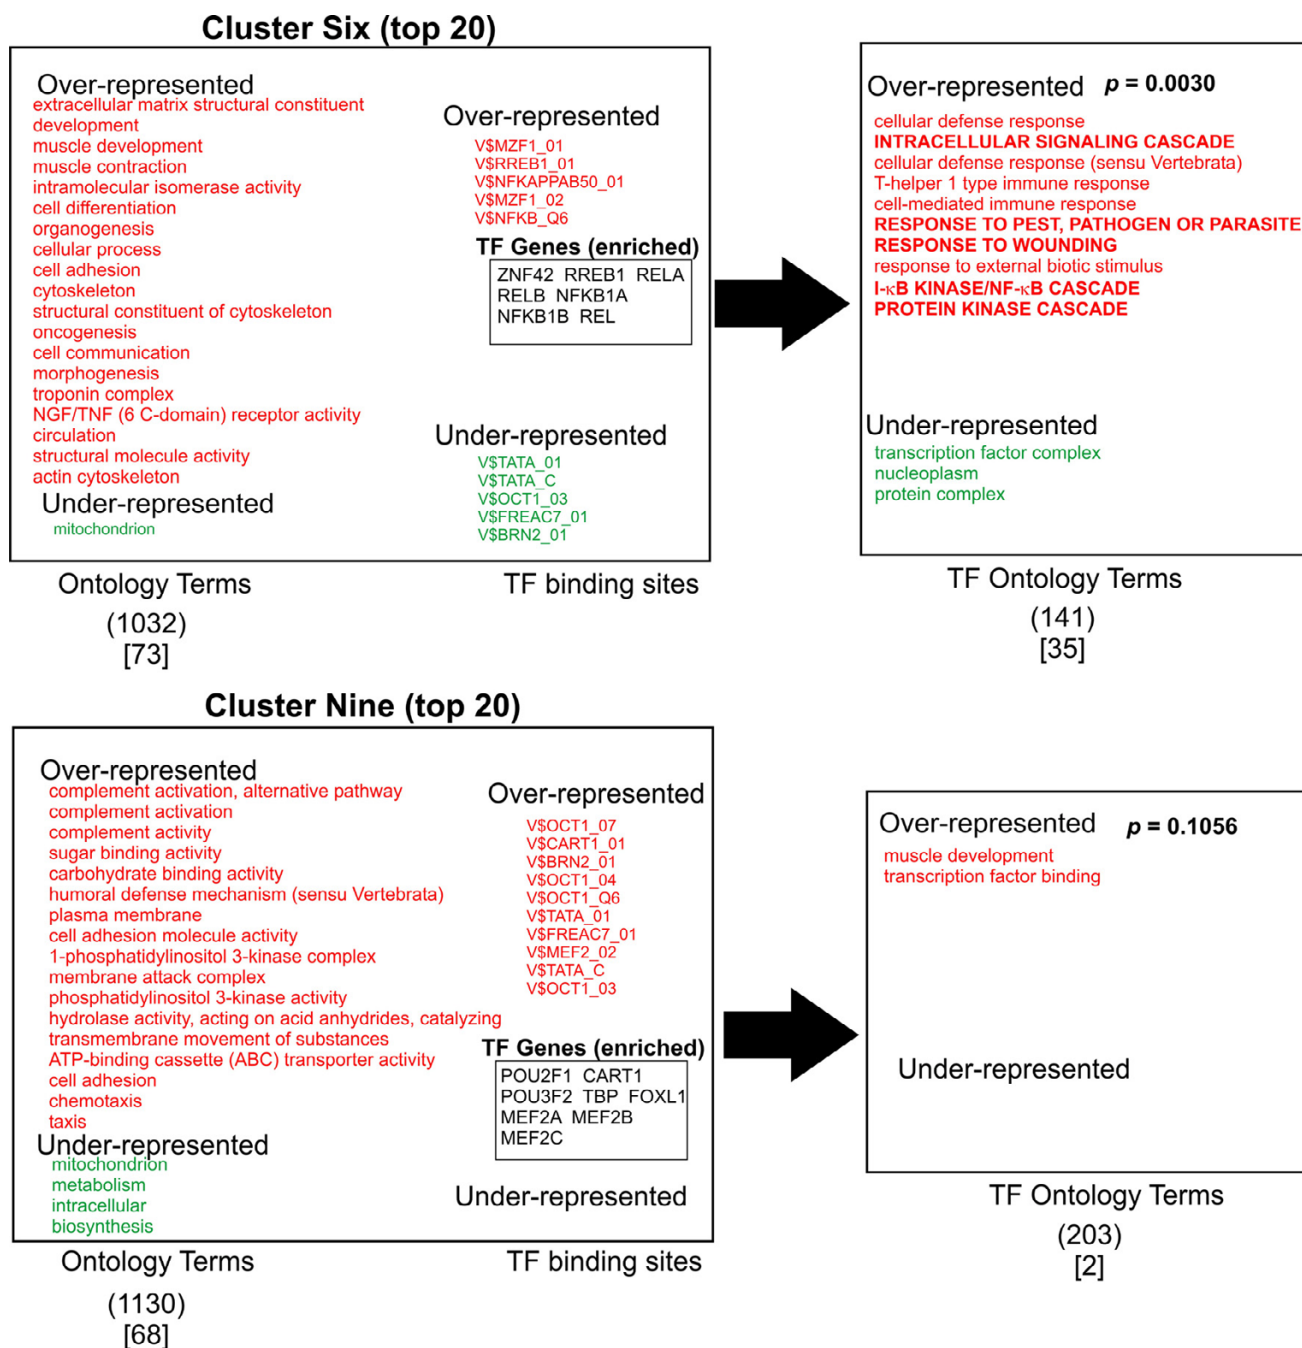 Cluster Six (top 20)
Over-represented
extracellular matrix structural constituent
development
muscle development
muscle contraction
intramolecular isomerase activity
cell differentiation
organogenesis
cellular process
cell adhesion
cytoskeleton
structural constituent of cytoskeleton
oncogenesis
cell communication
morphogenesis
troponin complex
NGF/TNF (6 C-domain) receptor activity
circulation
structural molecule activity
actin cytoskeleton
Under-represented
mitochondrion
Over-represented
V$MZF1_01
V$RREB1_01
V$NFKAPPAB50_01
V$MZF1_02
V$NFKB_Q6
TF Genes (enriched)
ZNF42 RREB1 RELA
RELB NFKB1A
NFKB1B REL
Under-represented
V$TATA_01
V$TATA_C
V$OCT1_03
V$FREAC7_01
V$BRN2_01
Ontology Terms
(1032)
[73]
TF binding sites
Over-represented p = 0.0030
cellular defense response
INTRACELLULAR SIGNALING CASCADE
cellular defense response (sensu Vertebrata)
T-helper 1 type immune response
cell-mediated immune response
RESPONSE TO PEST, PATHOGEN OR PARASITE
RESPONSE TO WOUNDING
response to external biotic stimulus
I-κB KINASE/NF-κB CASCADE
PROTEIN KINASE CASCADE
Under-represented
transcription factor complex
nucleoplasm
protein complex
TF Ontology Terms
(141)
[35]
Cluster Nine (top 20)
Over-represented
complement activation, alternative pathway
complement activation
complement activity
sugar binding activity
carbohydrate binding activity
humoral defense mechanism (sensu Vertebrata)
plasma membrane
cell adhesion molecule activity
1-phosphatidylinositol 3-kinase complex
membrane attack complex
phosphatidylinositol 3-kinase activity
hydrolase activity, acting on acid anhydrides, catalyzing
transmembrane movement of substances
ATP-binding cassette (ABC) transporter activity
cell adhesion
chemotaxis
taxis
Under-represented
mitochondrion
metabolism
intracellular
biosynthesis
Over-represented
V$OCT1_07
V$CART1_01
V$BRN2_01
V$OCT1_04
V$OCT1_Q6
V$TATA_01
V$FREAC7_01
V$MEF2_02
V$TATA_C
V$OCT1_03
TF Genes (enriched)
POU2F1 CART1
POU3F2 TBP FOXL1
MEF2A MEF2B
MEF2C
Under-represented
Ontology Terms
(1130)
[68]
TF binding sites
Over-represented p = 0.1056
muscle development
transcription factor binding
Under-represented
TF Ontology Terms
(203)
[2]